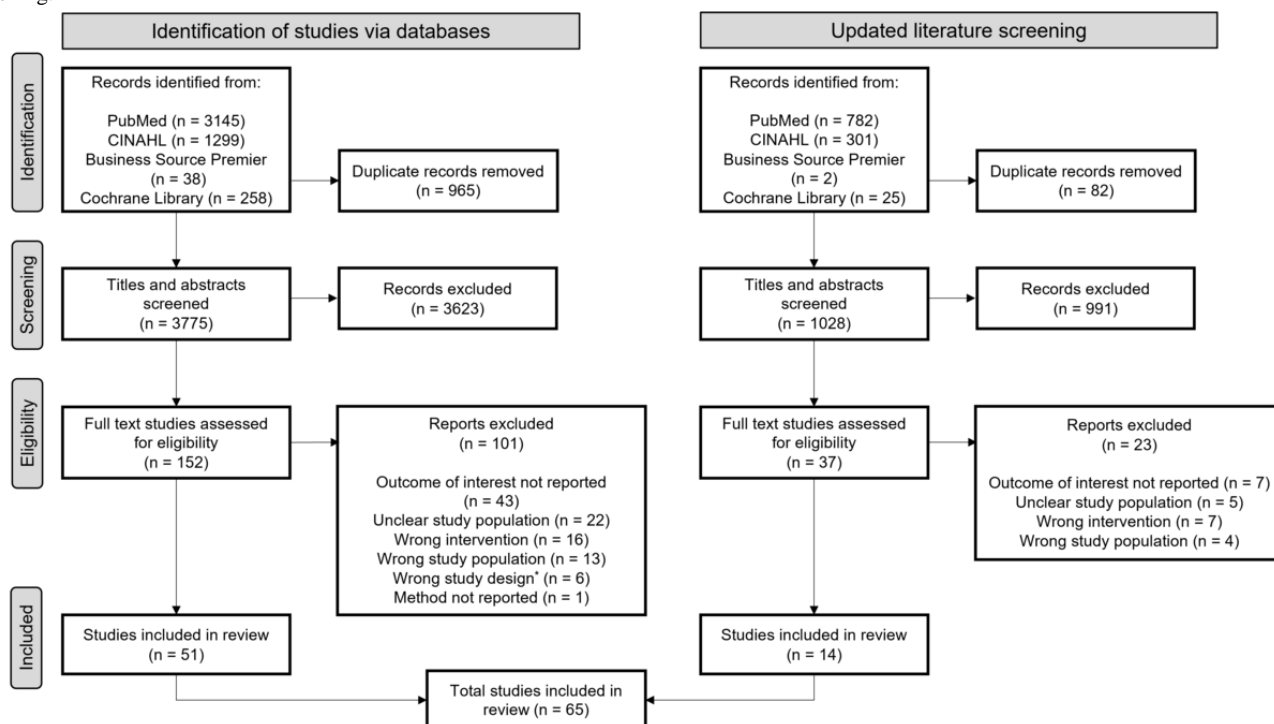 Identification of studies via databases
Updated literature screening
Identification
Records identified from:
PubMed (n = 3145)
CINAHL (n = 1299)
Business Source Premier
(n = 38)
Cochrane Library (n = 258)
Duplicate records removed
(n = 965)
Records identified from:
PubMed (n = 782)
CINAHL (n = 301)
Business Source Premier
(n = 2)
Cochrane Library (n = 25)
Duplicate records removed
(n = 82)
Screening
Titles and abstracts
screened
(n = 3775)
Records excluded
(n = 3623)
Titles and abstracts
screened
(n = 1028)
Records excluded
(n = 991)
Eligibility
Full text studies assessed
for eligibility
(n = 152)
Reports excluded
(n = 101)
Outcome of interest not reported
(n = 43)
Unclear study population (n = 22)
Wrong intervention (n = 16)
Wrong study population (n = 13)
Wrong study design* (n = 6)
Method not reported (n = 1)
Full text studies assessed
for eligibility
(n = 37)
Reports excluded
(n = 23)
Outcome of interest not reported (n = 7)
Unclear study population (n = 5)
Wrong intervention (n = 7)
Wrong study population (n = 4)
Included
Studies included in review
(n = 51)
Studies included in review
(n = 14)
Total studies included in
review (n = 65)